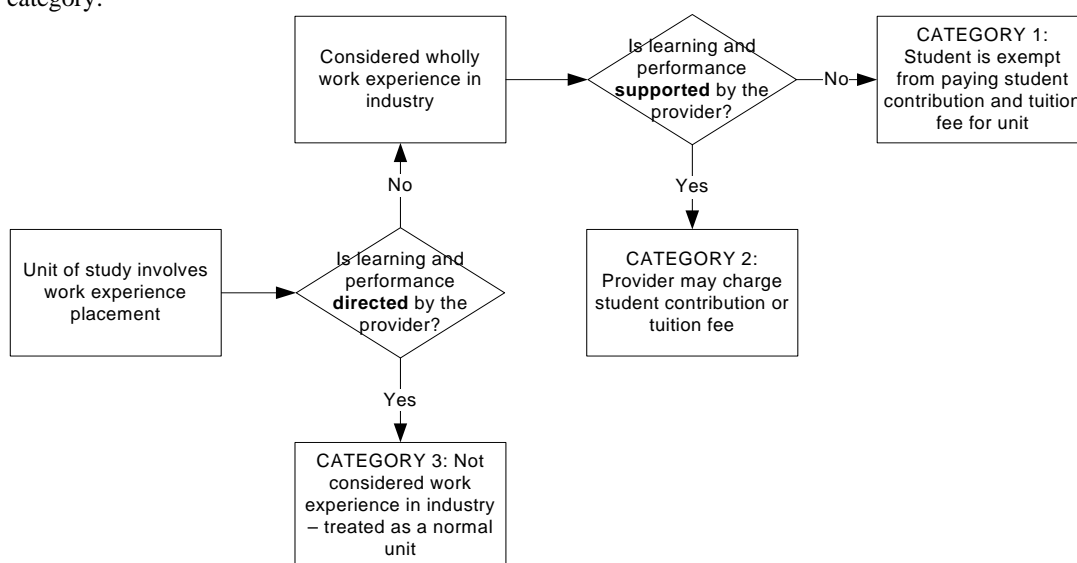 category.
Considered wholly
work experience in
industry
Is learning and
performance
supported by the
provider?
No
CATEGORY 1:
Student is exempt
from paying student
contribution and tuition
fee for unit
Yes
CATEGORY 2:
Provider may charge
student contribution or
tuition fee
No
Unit of study involves
work experience
placement
Is learning and
performance
directed by the
provider?
Yes
CATEGORY 3: Not
considered work
experience in industry
– treated as a normal
unit